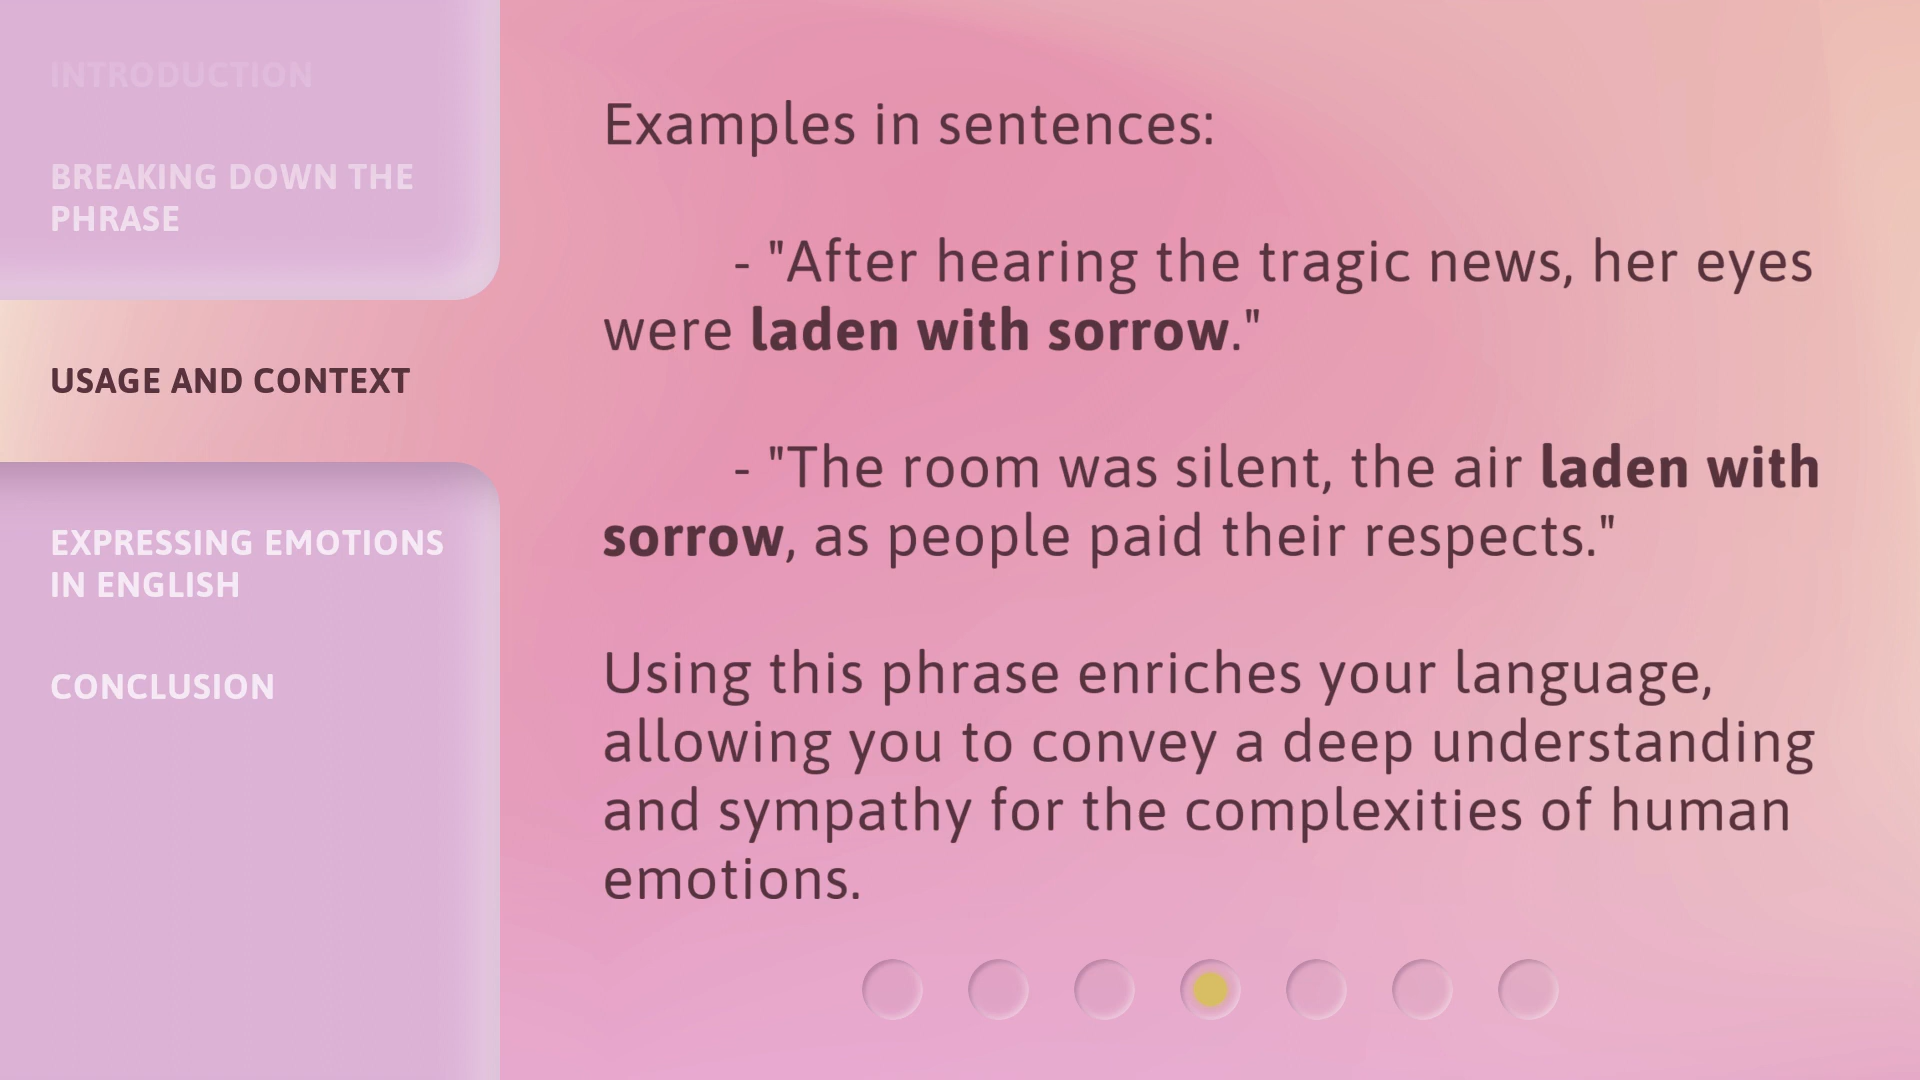 INTRODUCTION
BREAKING DOWN THE
PHRASE
USAGE AND CONTEXT
EXPRESSING EMOTIONS
IN ENGLISH
CONCLUSION
Examples in sentences:
- "After hearing the tragic news, her eyes
were laden with sorrow."
- "The room was silent, the air laden with
sorrow, as people paid their respects."
Using this phrase enriches your language,
allowing you to convey a deep understanding
and sympathy for the complexities of human
emotions.